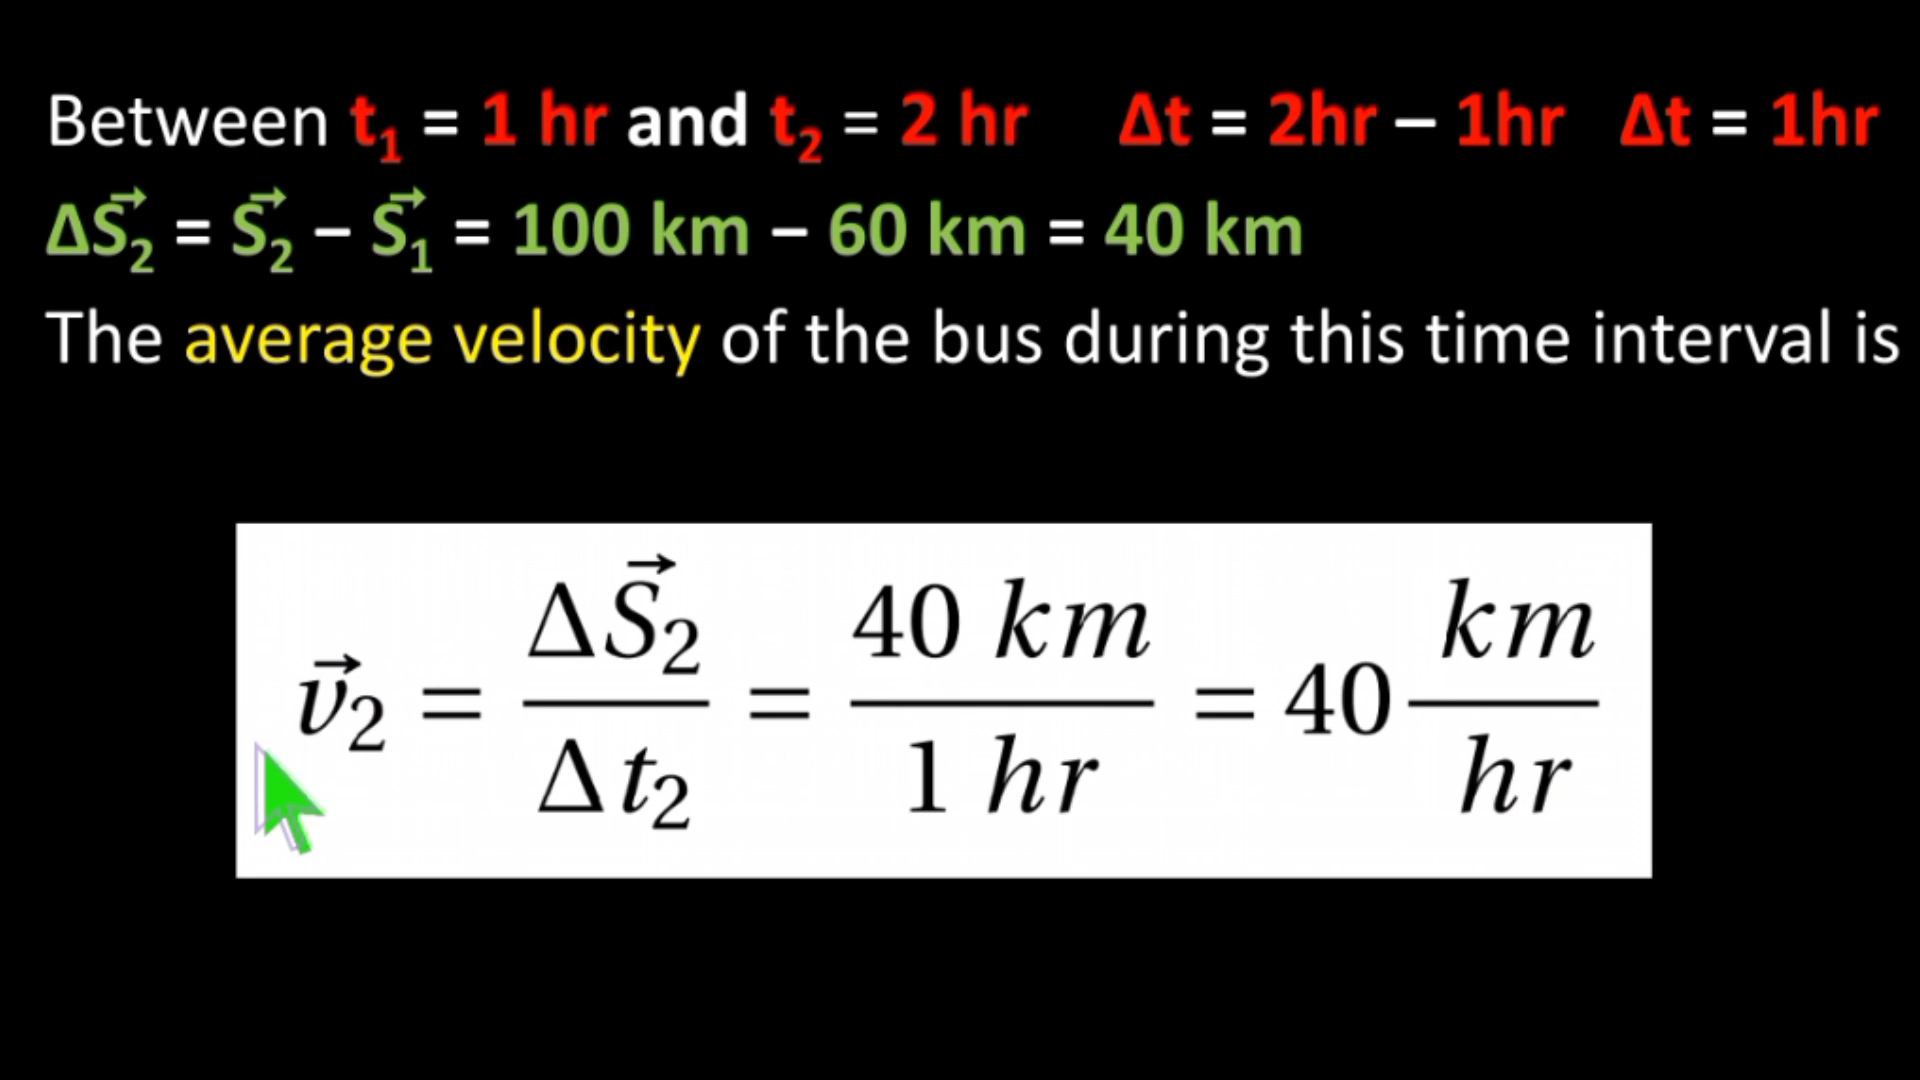 Between t₁ = 1 hr and t₂ = 2 hr Δt = 2hr – 1hr Δt = 1hr
ΔS⃗₂ = S⃗₂ – S⃗₁ = 100 km – 60 km = 40 km
The average velocity of the bus during this time interval is
v⃗₂ = ΔS⃗₂ / Δt₂ = 40 km / 1 hr = 40 km / hr